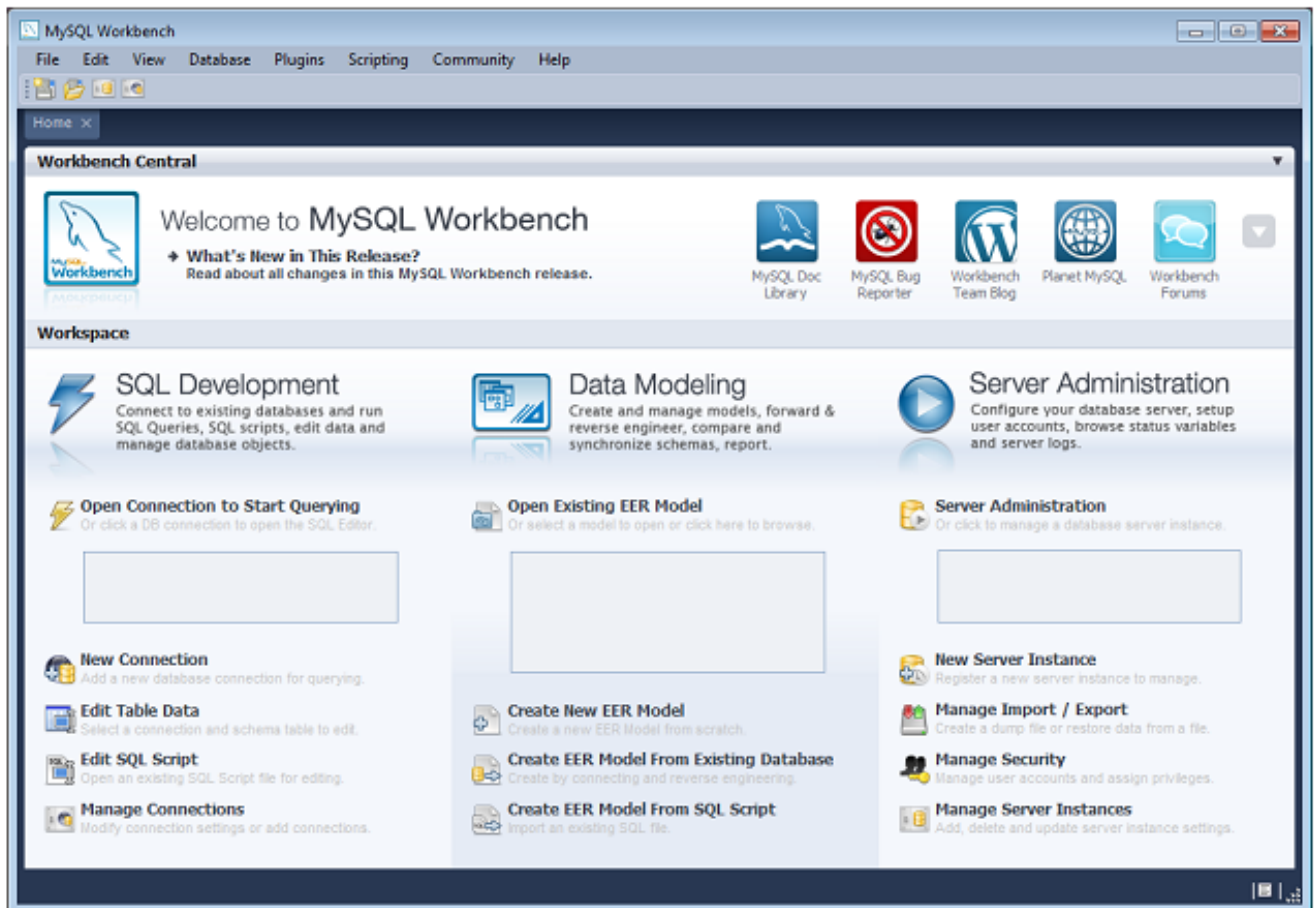 MySQL Workbench
File Edit View Database Plugins Scripting Community Help
Home
Workbench Central
MySQL Workbench
Welcome to MySQL Workbench
What's New in This Release?
Read about all changes in this MySQL Workbench release.
MySQL Doc
Library
MySQL Bug
Reporter
Workbench
Team Blog
Planet MySQL
Workbench
Forums
Workspace
SQL Development
Connect to existing databases and run
SQL Queries, SQL scripts, edit data and
manage database objects.
Data Modeling
Create and manage models, forward &
reverse engineer, compare and
synchronize schemas, report.
Server Administration
Configure your database server, setup
user accounts, browse status variables
and server logs.
Open Connection to Start Querying
Or click a DB connection to open the SQL Editor.
New Connection
Add a new database connection for querying.
Edit Table Data
Select a connection and schema table to edit.
Edit SQL Script
Open an existing SQL Script file for editing.
Manage Connections
Modify connection settings or add connections.
Open Existing EER Model
Or select a model to open or click here to browse.
Create New EER Model
Create a new EER Model from scratch.
Create EER Model From Existing Database
Create by connecting and reverse engineering.
Create EER Model From SQL Script
Import an existing SQL file.
Server Administration
Or click to manage a database server instance.
New Server Instance
Register a new server instance to manage.
Manage Import / Export
Create a dump file or restore data from a file.
Manage Security
Manage user accounts and assign privileges.
Manage Server Instances
Add, delete and update server instance settings.